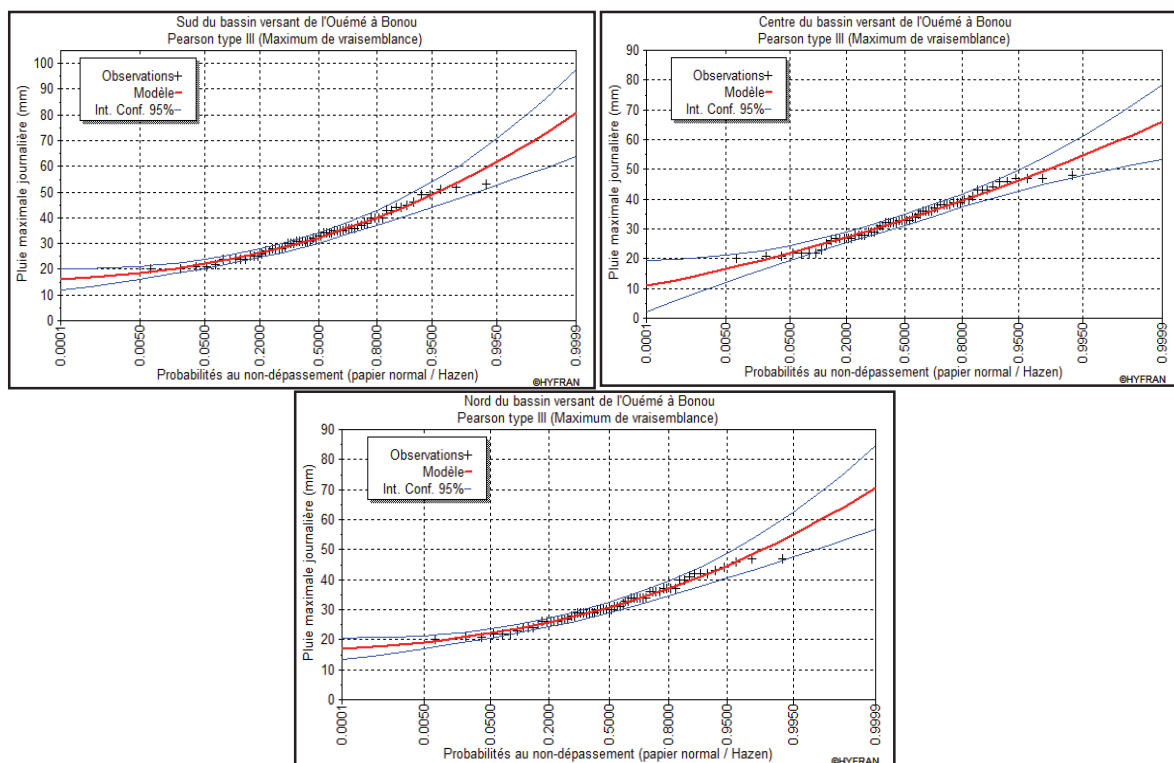 Sud du bassin versant de l'Ouémé à Bonou
Pearson type III (Maximum de vraisemblance)
Pluie maximale journalière (mm)
100
90
80
70
60
50
40
30
20
10
0
Observations+
Modèle
Int. Conf. 95%
0.0001
0.0050
0.0500
0.2000
0.5000
0.8000
0.9500
0.9950
0.9999
Probabilités au non-dépassement (papier normal / Hazen)
©HYFRAN
Centre du bassin versant de l'Ouémé à Bonou
Pearson type III (Maximum de vraisemblance)
Pluie maximale journalière (mm)
90
80
70
60
50
40
30
20
10
0
Observations+
Modèle
Int. Conf. 95%
0.0001
0.0050
0.0500
0.2000
0.5000
0.8000
0.9500
0.9950
0.9999
Probabilités au non-dépassement (papier normal / Hazen)
©HYFRAN
Nord du bassin versant de l'Ouémé à Bonou
Pearson type III (Maximum de vraisemblance)
Pluie maximale journalière (mm)
90
80
70
60
50
40
30
20
10
0
Observations+
Modèle
Int. Conf. 95%
0.0001
0.0050
0.0500
0.2000
0.5000
0.8000
0.9500
0.9950
0.9999
Probabilités au non-dépassement (papier normal / Hazen)
©HYFRAN